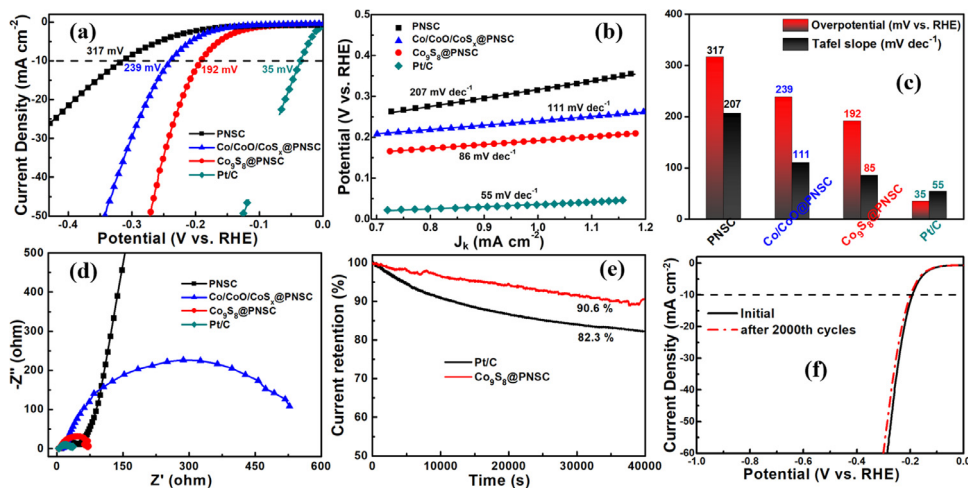 (a)
Current Density (mA cm⁻²)
0
-10
-20
-30
-40
-50
317 mV
239 mV
192 mV
35 mV
PNSC
Co/CoO/CoSₓ@PNSC
Co₉S₈@PNSC
Pt/C
-0.4
-0.3
-0.2
-0.1
0.0
Potential (V vs. RHE)
(b)
Potential (V vs. RHE)
0.5
0.4
0.3
0.2
0.1
0.0
PNSC
Co/CoO/CoSₓ@PNSC
Co₉S₈@PNSC
Pt/C
207 mV dec⁻¹
111 mV dec⁻¹
86 mV dec⁻¹
55 mV dec⁻¹
0.7
0.8
0.9
1.0
1.1
1.2
Jₖ (mA cm⁻²)
(c)
400
300
200
100
0
Overpotential (mV vs. RHE)
Tafel slope (mV dec⁻¹)
317
207
239
111
192
85
35
55
PNSC
Co/CoO@PNSC
Co₉S₈@PNSC
Pt/C
(d)
-Z'' (ohm)
500
400
300
200
100
0
PNSC
Co/CoO/CoSₓ@PNSC
Co₉S₈@PNSC
Pt/C
0
150
300
450
600
Z' (ohm)
(e)
Current retention (%)
100
90
80
70
60
50
40
90.6 %
82.3 %
Pt/C
Co₉S₈@PNSC
0
10000
20000
30000
40000
Time (s)
(f)
Current Density (mA cm⁻²)
0
-10
-20
-30
-40
-50
-60
Initial
after 2000th cycles
-1.0
-0.8
-0.6
-0.4
-0.2
0.0
Potential (V vs. RHE)